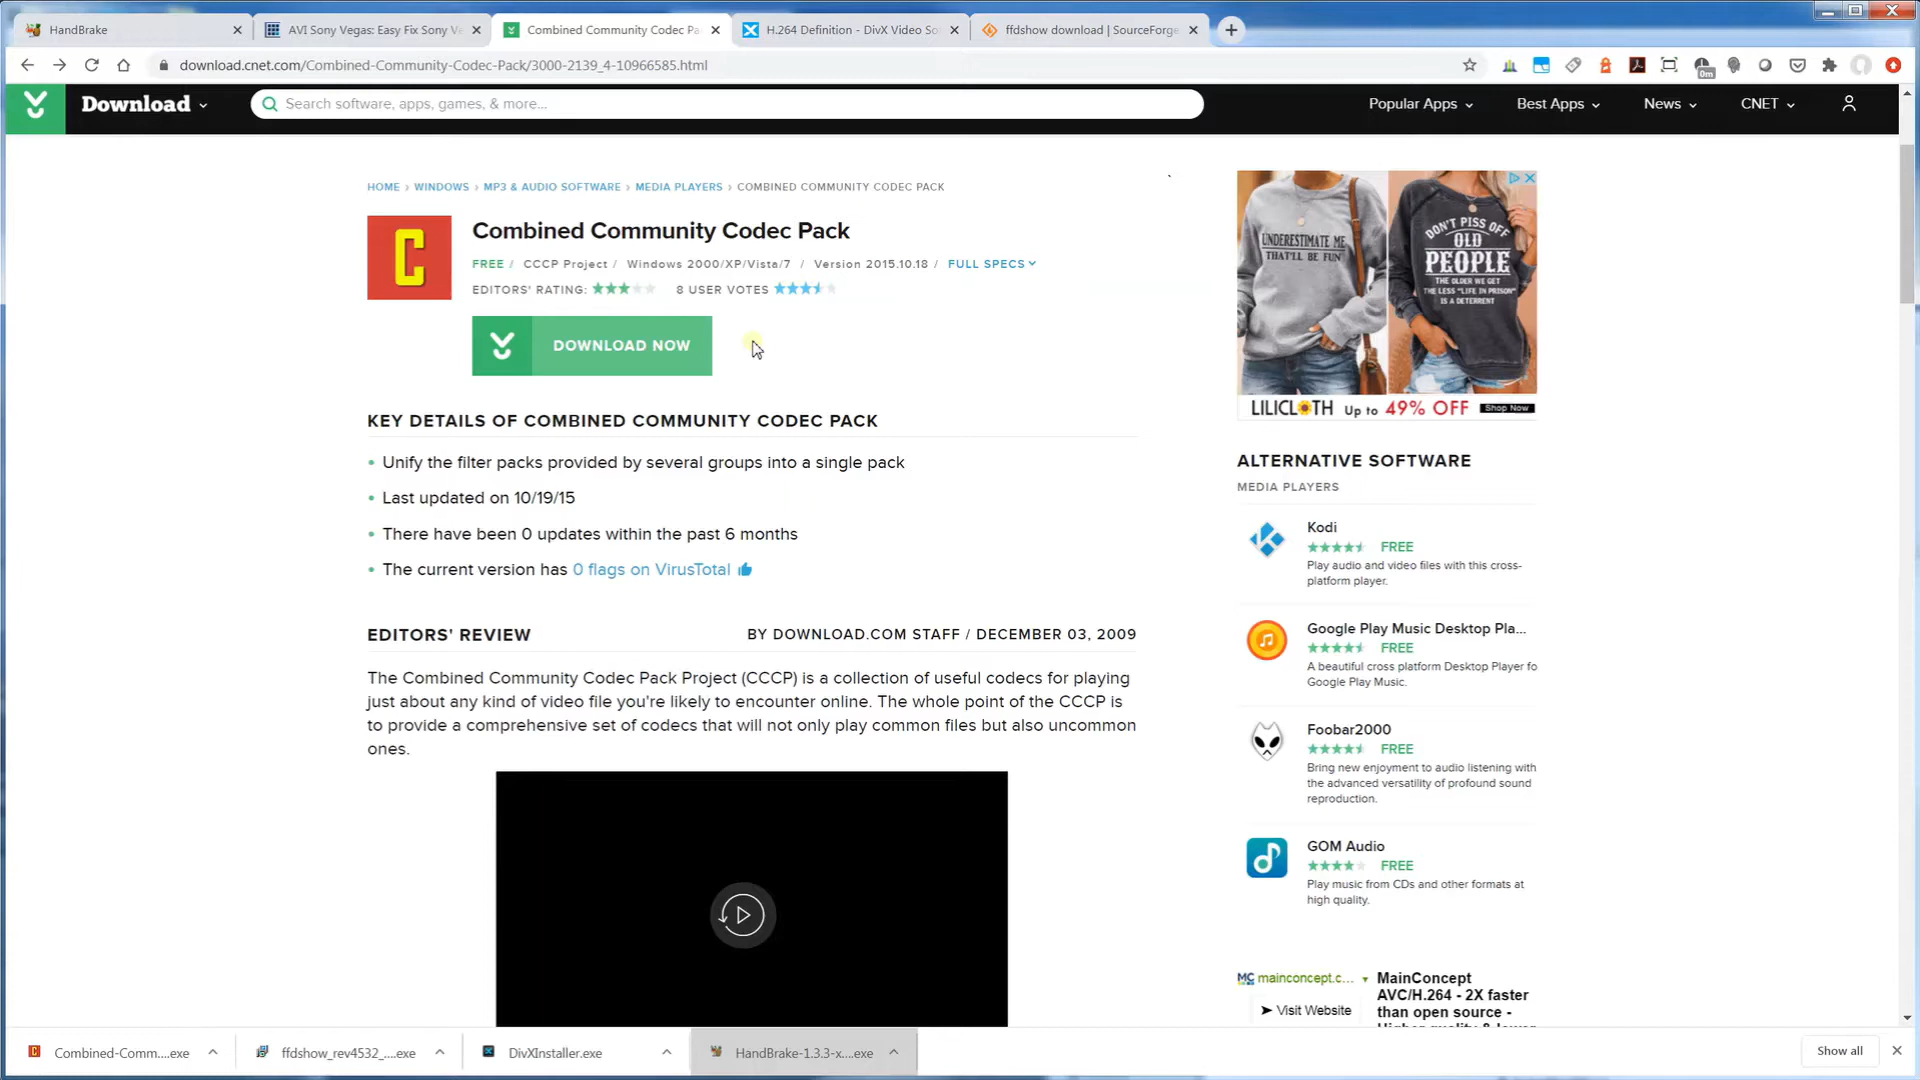 HandBrake
AVI Sony Vegas: Easy Fix Sony Ve
Combined Community Codec Pa
H.264 Definition - DivX Video So
ffdshow download | SourceForge
download.cnet.com/Combined-Community-Codec-Pack/3000-2139_4-10966585.html
0m
Download
Search software, apps, games, & more...
Popular Apps
Best Apps
News
CNET
HOME › WINDOWS › MP3 & AUDIO SOFTWARE › MEDIA PLAYERS › COMBINED COMMUNITY CODEC PACK
C
Combined Community Codec Pack
FREE / CCCP Project / Windows 2000/XP/Vista/7 / Version 2015.10.18 / FULL SPECS
EDITORS' RATING: 8 USER VOTES
DOWNLOAD NOW
KEY DETAILS OF COMBINED COMMUNITY CODEC PACK
• Unify the filter packs provided by several groups into a single pack
• Last updated on 10/19/15
• There have been 0 updates within the past 6 months
• The current version has 0 flags on VirusTotal
EDITORS' REVIEW
BY DOWNLOAD.COM STAFF / DECEMBER 03, 2009
The Combined Community Codec Pack Project (CCCP) is a collection of useful codecs for playing
just about any kind of video file you're likely to encounter online. The whole point of the CCCP is
to provide a comprehensive set of codecs that will not only play common files but also uncommon
ones.
UNDERESTIMATE ME
THAT'LL BE FUN
DON'T PISS OFF
OLD
PEOPLE
THE OLDER WE GET
THE LESS "LIFE IN PRISON"
IS A DETERRENT
LILICLOTH Up to 49% OFF Shop Now
ALTERNATIVE SOFTWARE
MEDIA PLAYERS
Kodi
FREE
Play audio and video files with this cross-
platform player.
Google Play Music Desktop Pla...
FREE
A beautiful cross platform Desktop Player fo
Google Play Music.
Foobar2000
FREE
Bring new enjoyment to audio listening with
the advanced versatility of profound sound
reproduction.
GOM Audio
FREE
Play music from CDs and other formats at
high quality.
MC mainconcept.c...
➤ Visit Website
MainConcept
AVC/H.264 - 2X faster
than open source -
Combined-Comm....exe
ffdshow_rev4532_....exe
DivXInstaller.exe
HandBrake-1.3.3-x....exe
Show all